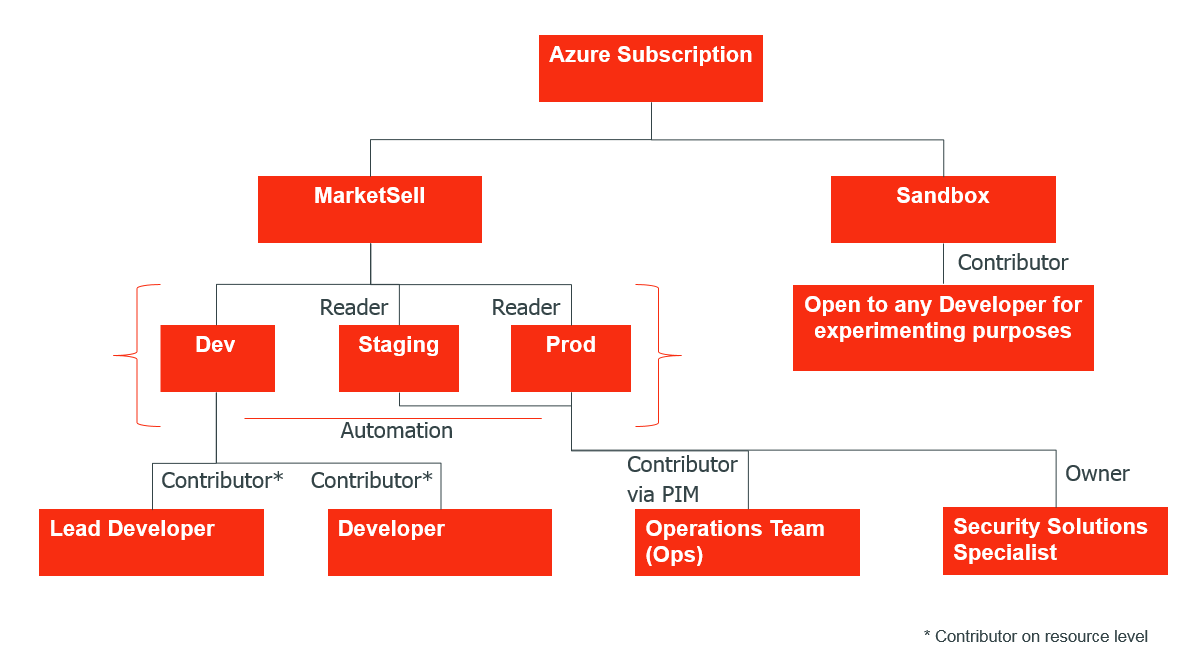 Azure Subscription
MarketSell
Sandbox
Contributor
Reader
Reader
Open to any Developer for
experimenting purposes
Dev
Staging
Prod
Automation
Contributor*
Contributor*
Contributor
via PIM
Owner
Lead Developer
Developer
Operations Team
(Ops)
Security Solutions
Specialist
* Contributor on resource level